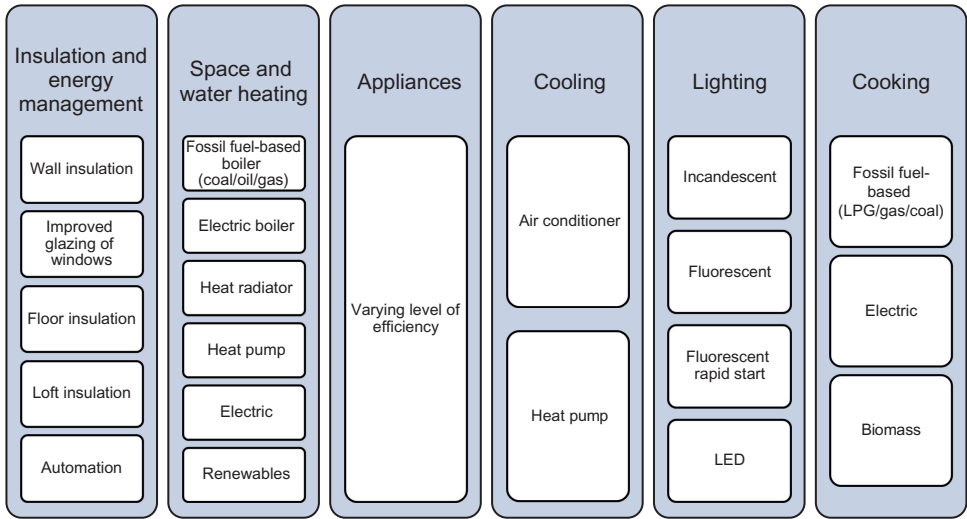 Insulation and
energy
management
Wall insulation
Improved
glazing of
windows
Floor insulation
Loft insulation
Automation
Space and
water heating
Fossil fuel-based
boiler
(coal/oil/gas)
Electric boiler
Heat radiator
Heat pump
Electric
Renewables
Appliances
Varying level of
efficiency
Cooling
Air conditioner
Heat pump
Lighting
Incandescent
Fluorescent
Fluorescent
rapid start
LED
Cooking
Fossil fuel-
based
(LPG/gas/coal)
Electric
Biomass